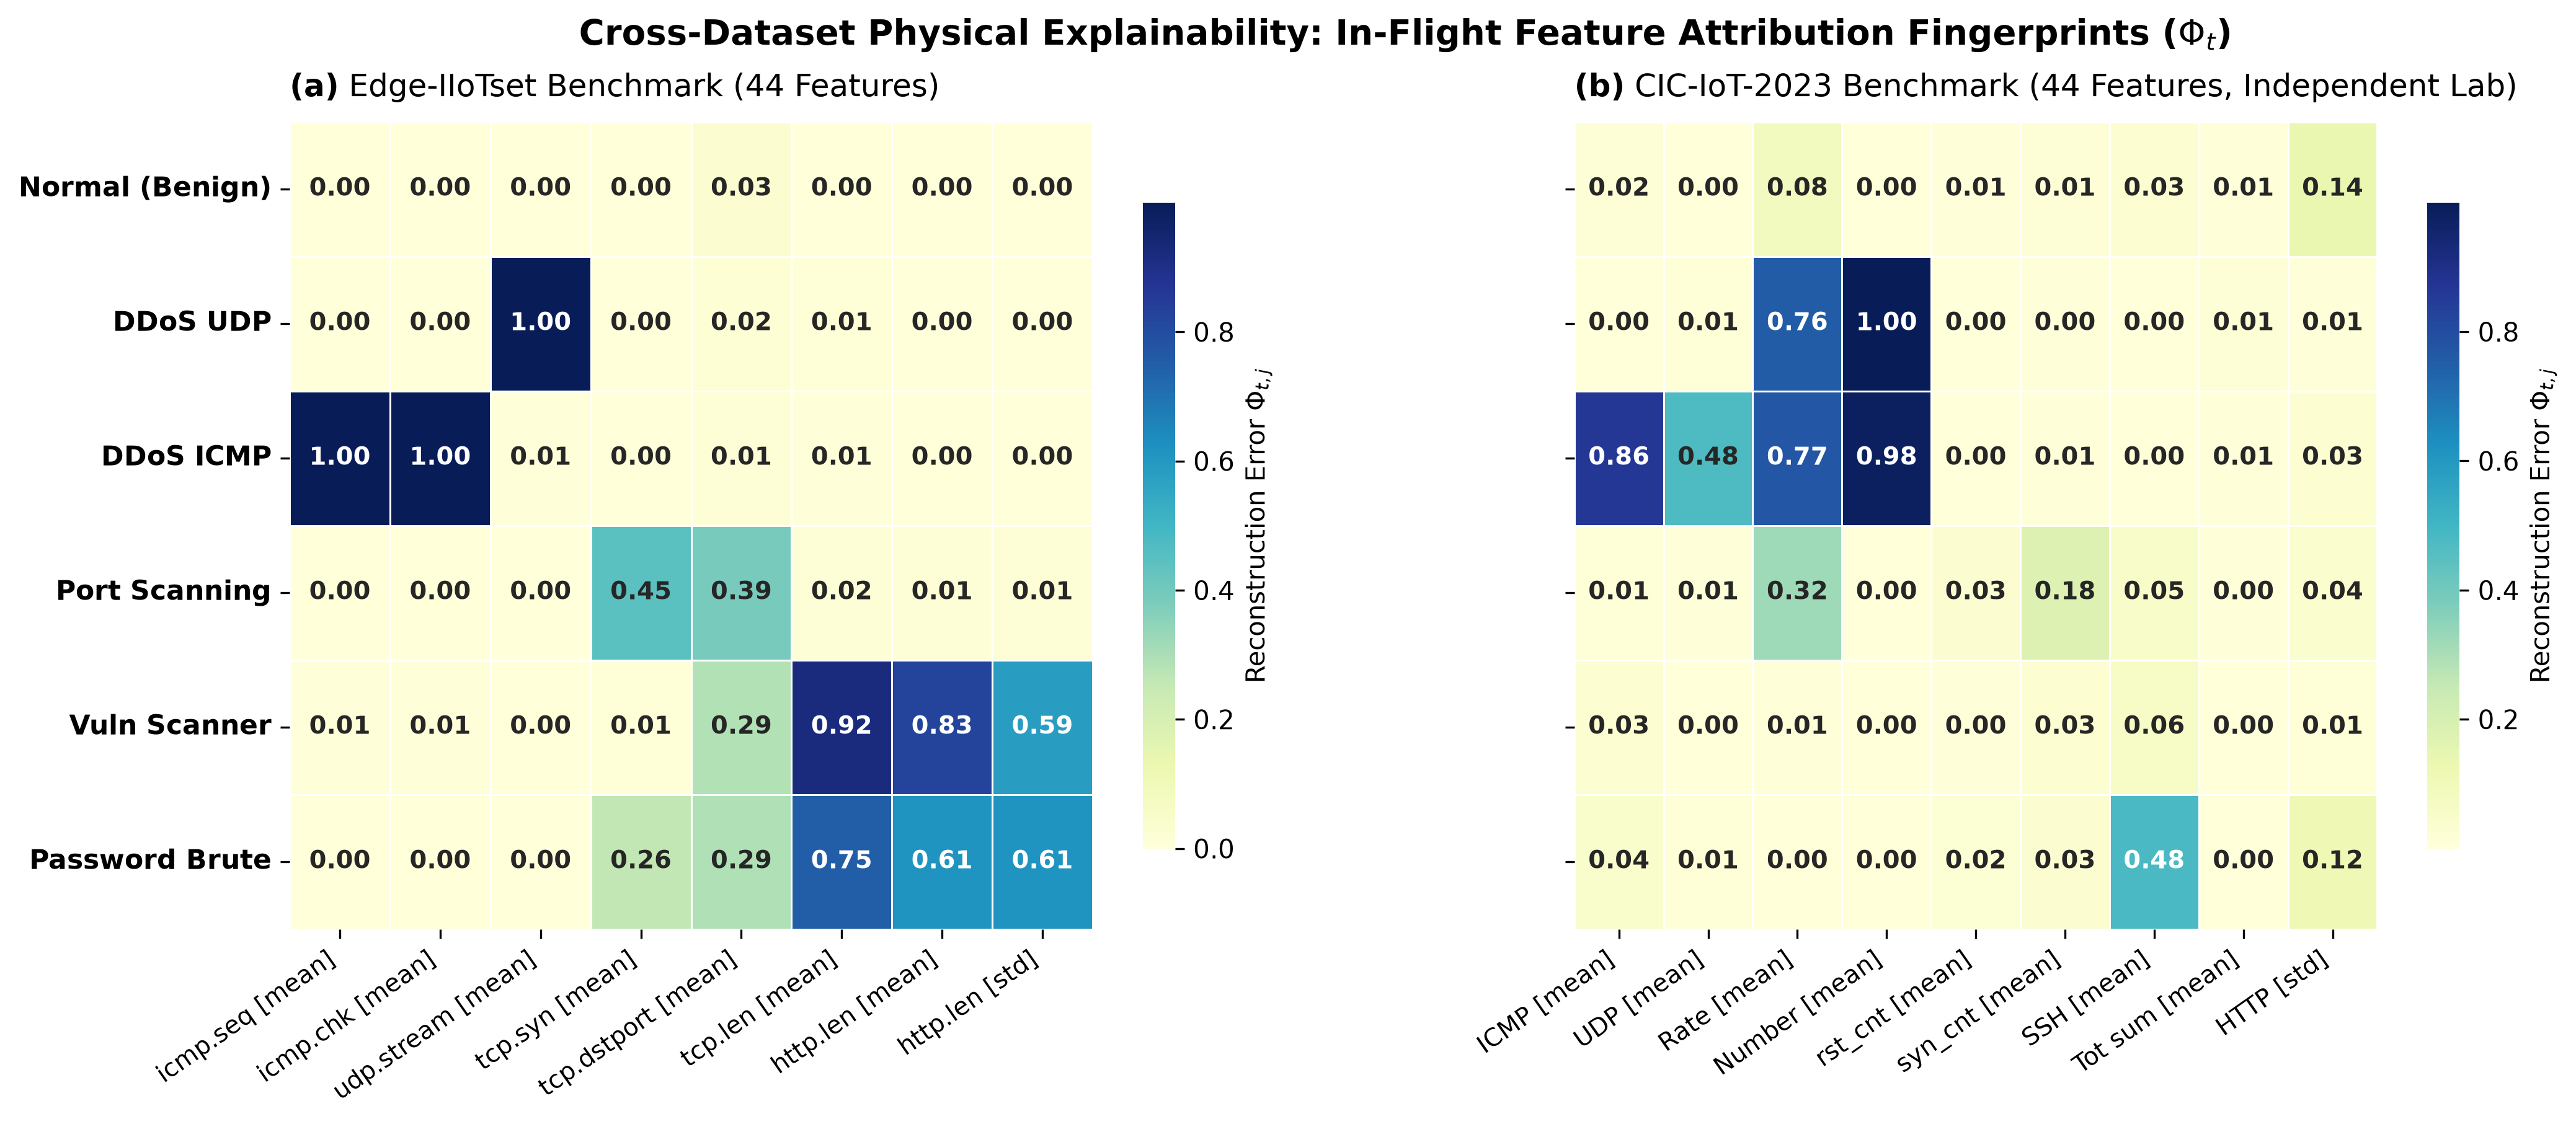 Cross-Dataset Physical Explainability: In-Flight Feature Attribution Fingerprints (Φt)
(a) Edge-IIoTset Benchmark (44 Features)
Normal (Benign) 0.00 0.00 0.00 0.00 0.03 0.00 0.00 0.00
DDoS UDP 0.00 0.00 1.00 0.00 0.02 0.01 0.00 0.00
DDoS ICMP 1.00 1.00 0.01 0.00 0.01 0.01 0.00 0.00
Port Scanning 0.00 0.00 0.00 0.45 0.39 0.02 0.01 0.01
Vuln Scanner 0.01 0.01 0.00 0.01 0.29 0.92 0.83 0.59
Password Brute 0.00 0.00 0.00 0.26 0.29 0.75 0.61 0.61
icmp.seq [mean]
icmp.chk [mean]
udp.stream [mean]
tcp.syn [mean]
tcp.dstport [mean]
tcp.len [mean]
http.len [mean]
http.len [std]
0.8
0.6
0.4
0.2
0.0
Reconstruction Error Φt,j
(b) CIC-IoT-2023 Benchmark (44 Features, Independent Lab)
0.02 0.00 0.08 0.00 0.01 0.01 0.03 0.01 0.14
0.00 0.01 0.76 1.00 0.00 0.00 0.00 0.01 0.01
0.86 0.48 0.77 0.98 0.00 0.01 0.00 0.01 0.03
0.01 0.01 0.32 0.00 0.03 0.18 0.05 0.00 0.04
0.03 0.00 0.01 0.00 0.00 0.03 0.06 0.00 0.01
0.04 0.01 0.00 0.00 0.02 0.03 0.48 0.00 0.12
ICMP [mean]
UDP [mean]
Rate [mean]
Number [mean]
rst_cnt [mean]
syn_cnt [mean]
SSH [mean]
Tot sum [mean]
HTTP [std]
0.8
0.6
0.4
0.2
Reconstruction Error Φt,j